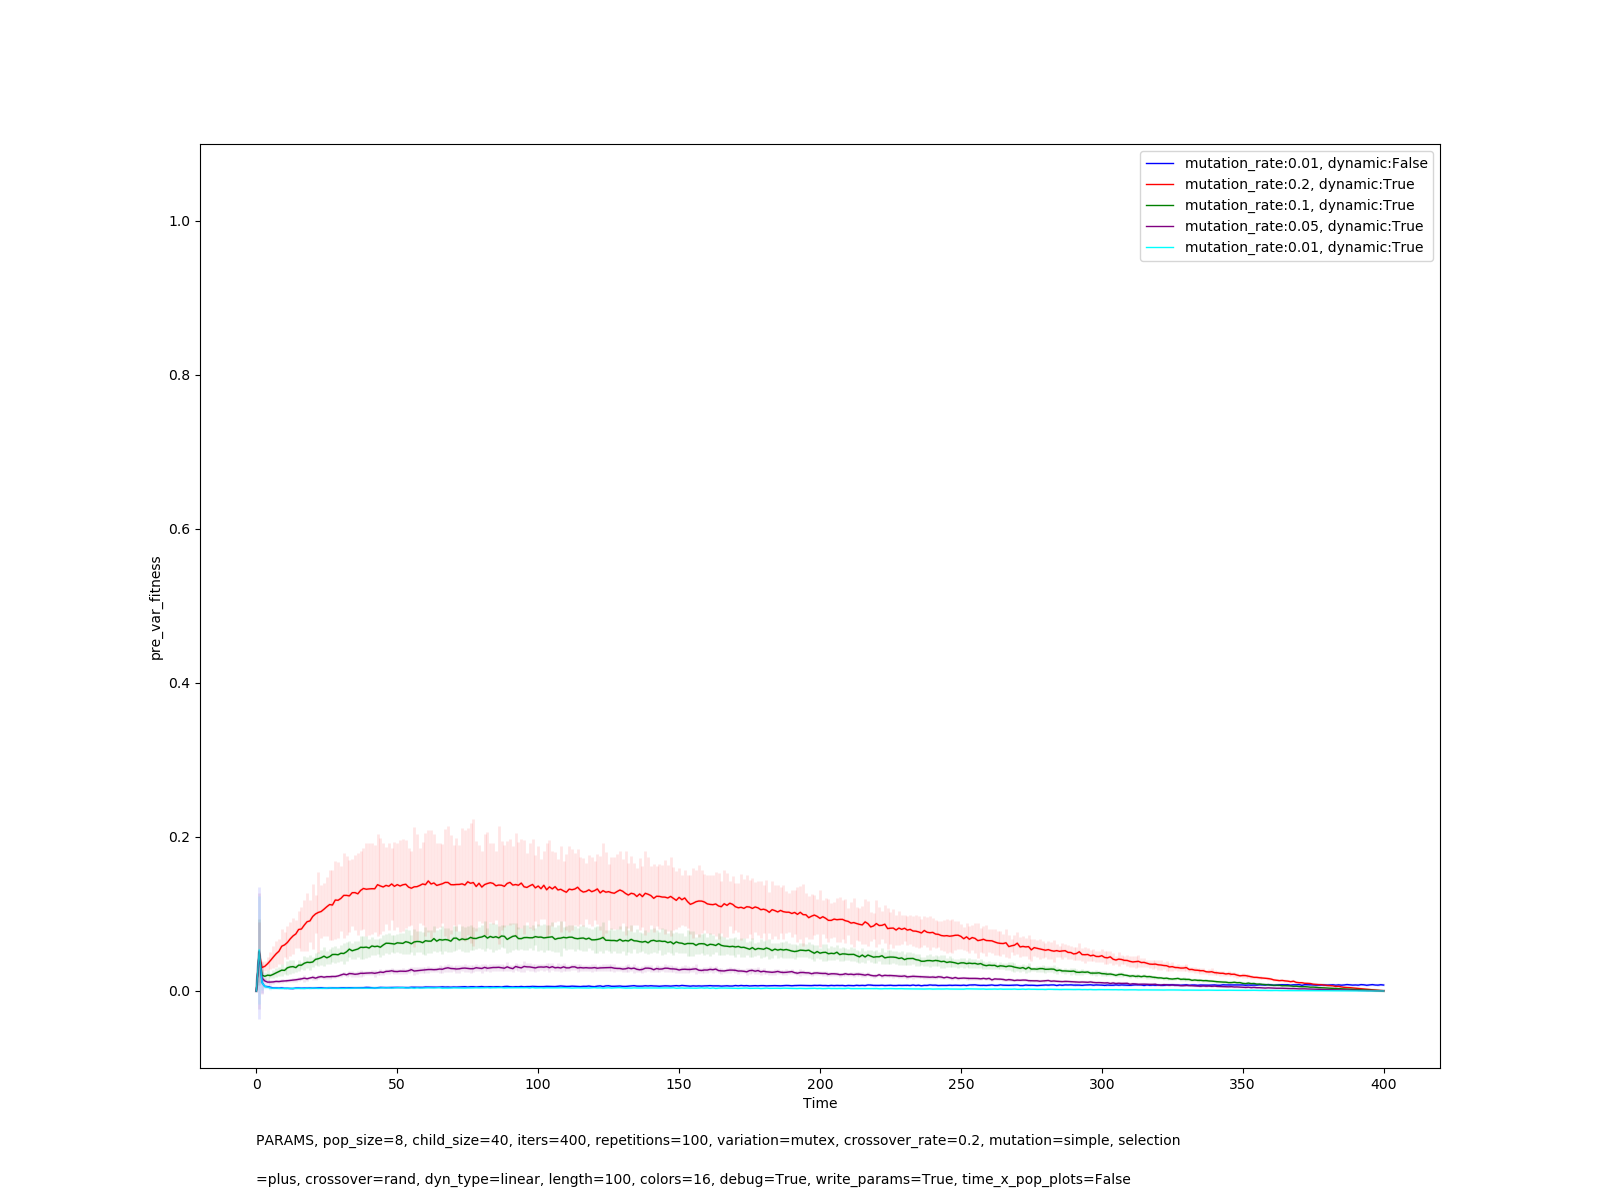 mutation_rate:0.01, dynamic:False
mutation_rate:0.2, dynamic:True
mutation_rate:0.1, dynamic:True
mutation_rate:0.05, dynamic:True
mutation_rate:0.01, dynamic:True
1.0
0.8
0.6
0.4
0.2
0.0
pre_var_fitness
0 50 100 150 200 250 300 350 400
Time
PARAMS, pop_size=8, child_size=40, iters=400, repetitions=100, variation=mutex, crossover_rate=0.2, mutation=simple, selection
=plus, crossover=rand, dyn_type=linear, length=100, colors=16, debug=True, write_params=True, time_x_pop_plots=False